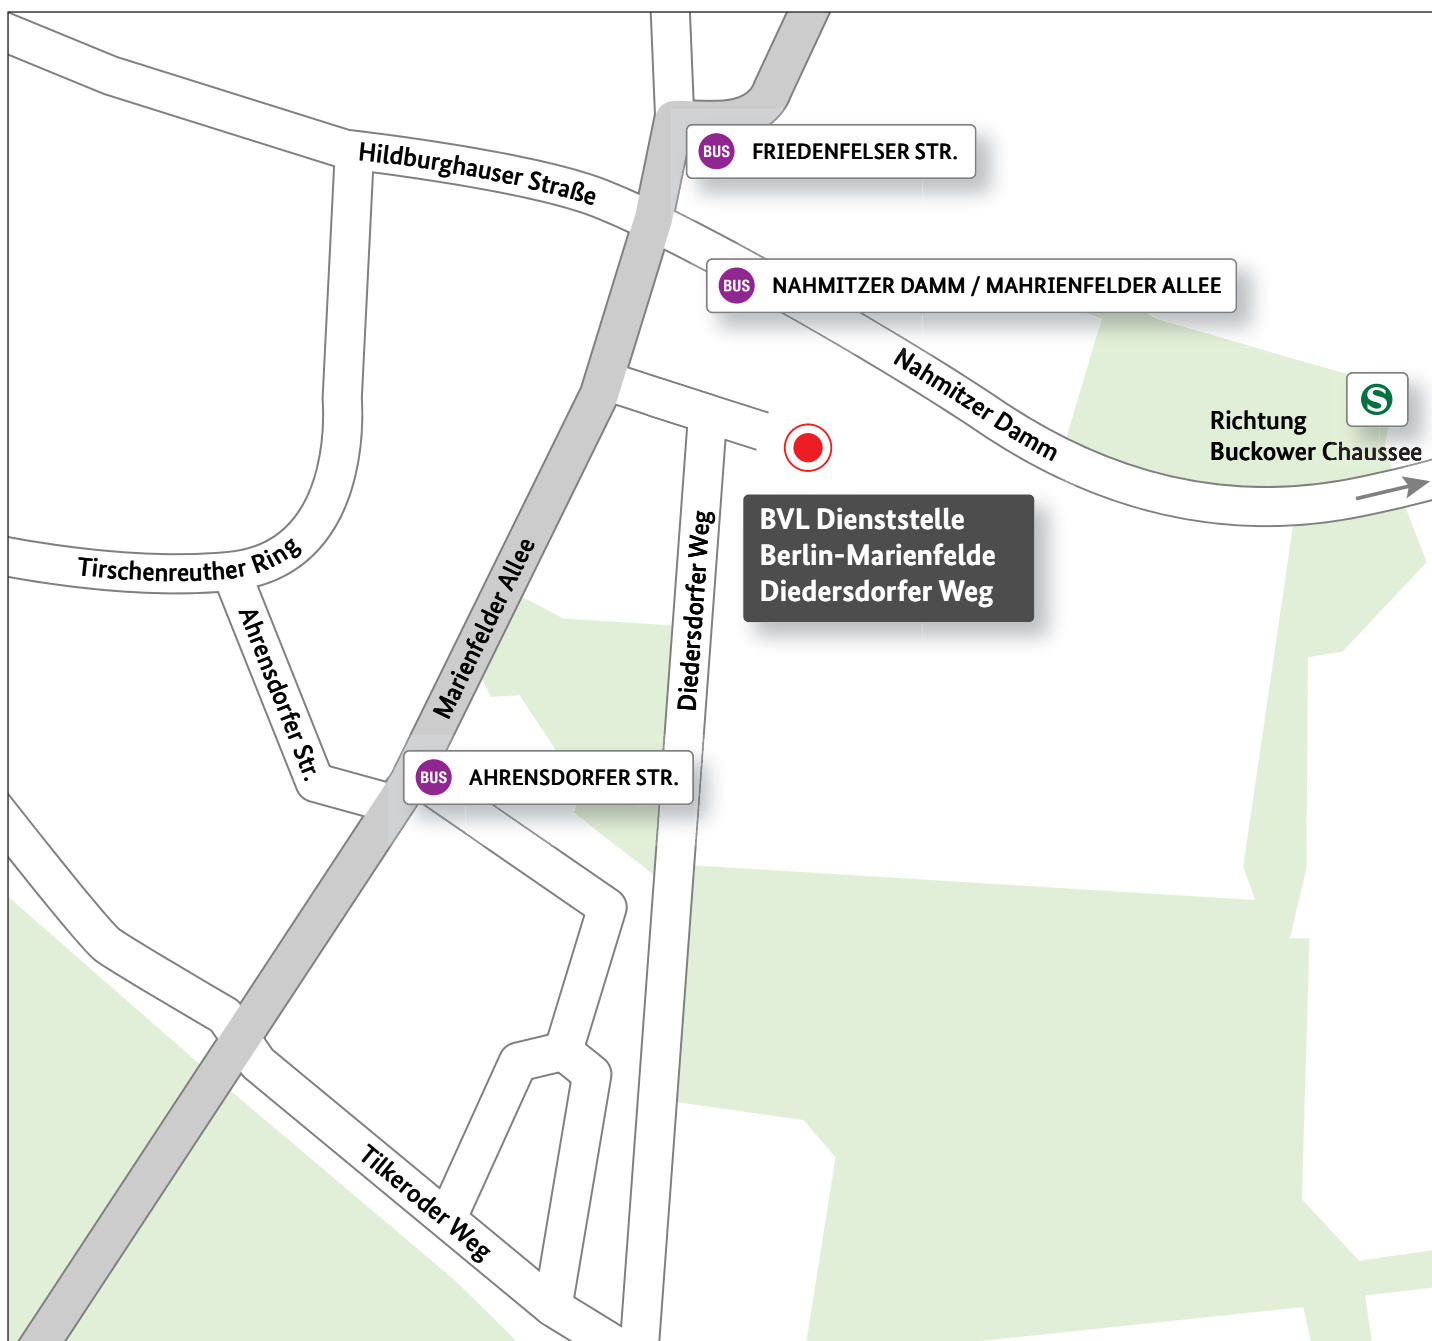 BUS FRIEDENFELSER STR.
Hildburghauser Straße
BUS NAHMITZER DAMM / MAHRIENFELDER ALLEE
Nahmitzer Damm
S
Richtung
Buckower Chaussee
BVL Dienststelle
Berlin-Marienfelde
Diedersdorfer Weg
Tirschenreuther Ring
Marienfelder Allee
Diedersdorfer Weg
Ahrensdorfer Str.
BUS AHRENSDORFER STR.
Tilkeroder Weg